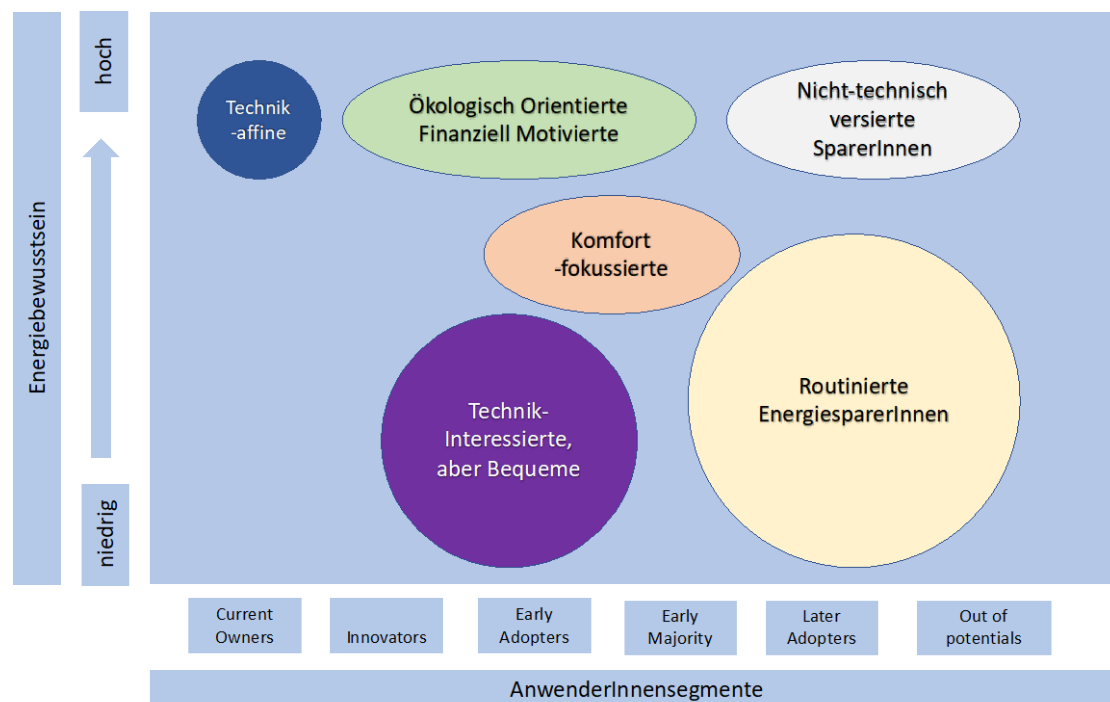 Energiebewusstsein
hoch
niedrig
Technik
-affine
Ökologisch Orientierte
Finanziell Motivierte
Nicht-technisch
versierte
SparerInnen
Komfort
-fokussierte
Technik-
Interessierte,
aber Bequeme
Routinierte
EnergiesparerInnen
Current
Owners
Innovators
Early
Adopters
Early
Majority
Later
Adopters
Out of
potentials
AnwenderInnensegmente